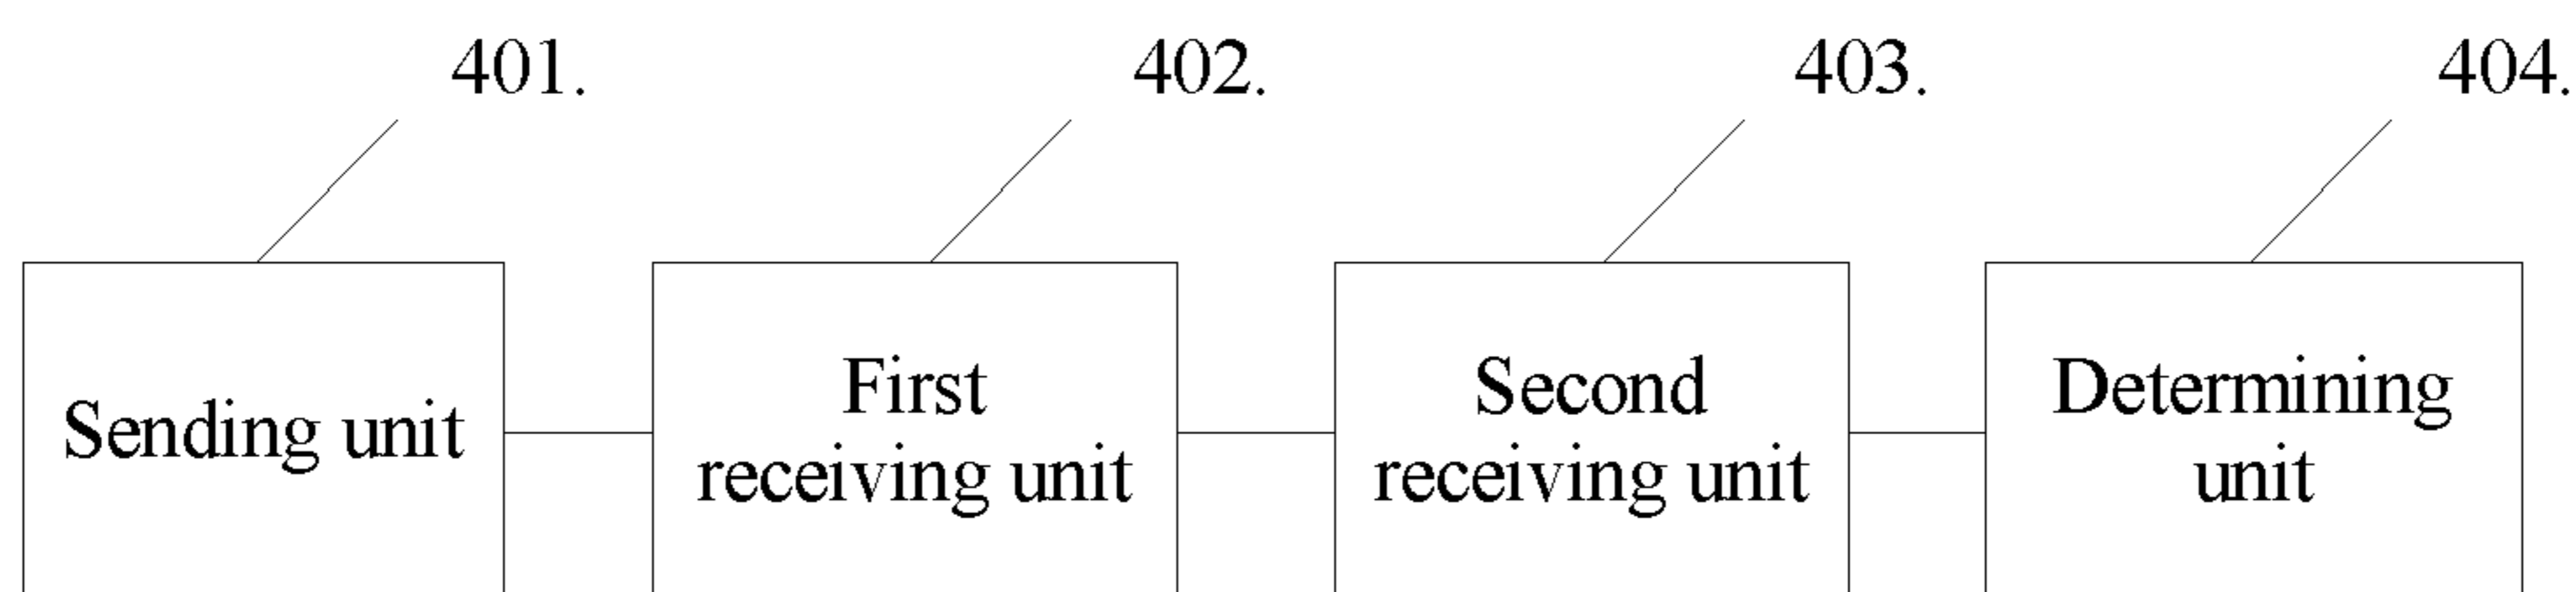 401. 402. 403. 404.
Sending unit
First
receiving unit
Second
receiving unit
Determining
unit